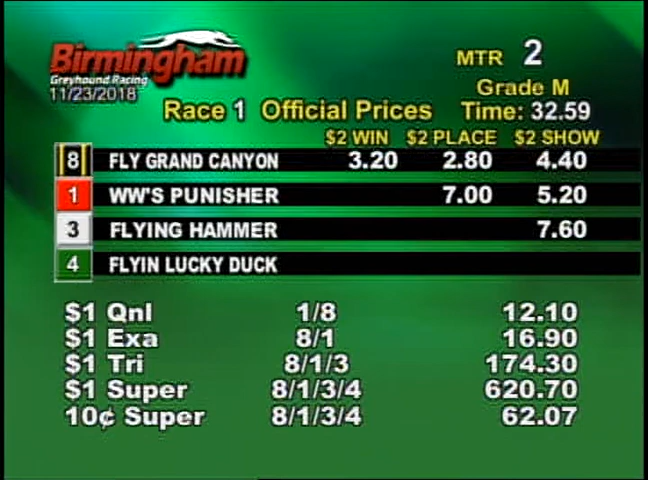 Birmingham
Greyhound Racing
11/23/2018
MTR 2
Grade M
Race 1 Official Prices Time: 32.59
$2 WIN $2 PLACE $2 SHOW
8 FLY GRAND CANYON 3.20 2.80 4.40
1 WW'S PUNISHER 7.00 5.20
3 FLYING HAMMER 7.60
4 FLYIN LUCKY DUCK
$1 Qnl 1/8 12.10
$1 Exa 8/1 16.90
$1 Tri 8/1/3 174.30
$1 Super 8/1/3/4 620.70
10¢ Super 8/1/3/4 62.07